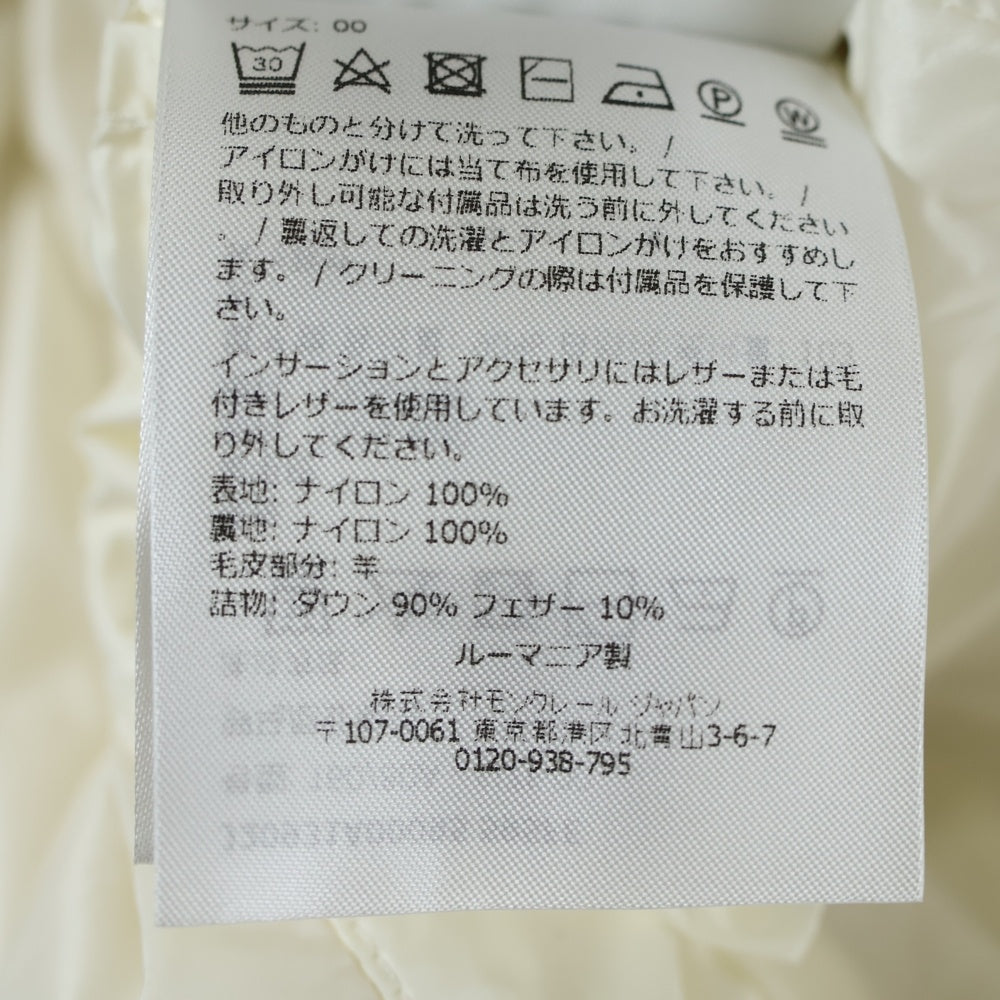 サイズ: 00
30
P
W
他のものと分けて洗って下さい。 /
アイロンがけには当て布を使用して下さい。 /
取り外し可能な付属品は洗う前に外してください
。 / 裏返しての洗濯とアイロンがけをおすすめし
ます。 / クリーニングの際は付属品を保護して下
さい。
インサーションとアクセサリにはレザーまたは毛
付きレザーを使用しています。お洗濯する前に取
り外してください。
表地: ナイロン 100%
裏地: ナイロン 100%
毛皮部分: 羊
詰物: ダウン 90% フェザー 10%
ルーマニア製
株式会社モンクレール ジャパン
〒107-0061 東京都港区北青山3-6-7
0120-938-795